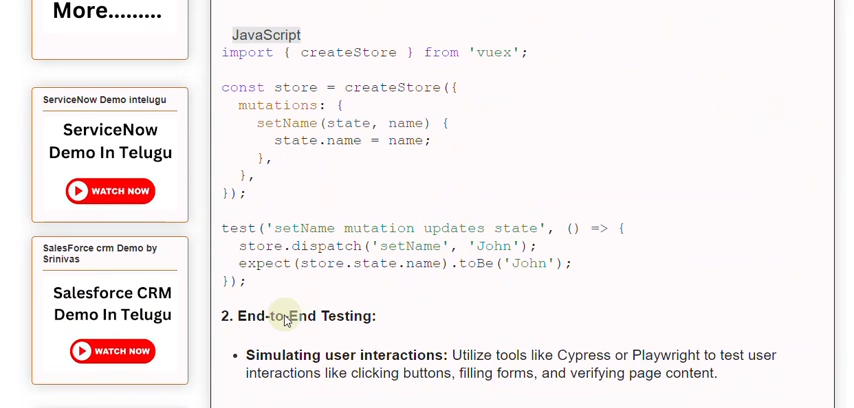 More.........
ServiceNow Demo intelugu
ServiceNow
Demo In Telugu
WATCH NOW
SalesForce crm Demo by
Srinivas
Salesforce CRM
Demo In Telugu
WATCH NOW
JavaScript
import { createStore } from 'vuex';
const store = createStore({
  mutations: {
    setName(state, name) {
      state.name = name;
    },
  },
});
test('setName mutation updates state', () => {
  store.dispatch('setName', 'John');
  expect(store.state.name).toBe('John');
});
2. End-to-End Testing:
• Simulating user interactions: Utilize tools like Cypress or Playwright to test user
interactions like clicking buttons, filling forms, and verifying page content.